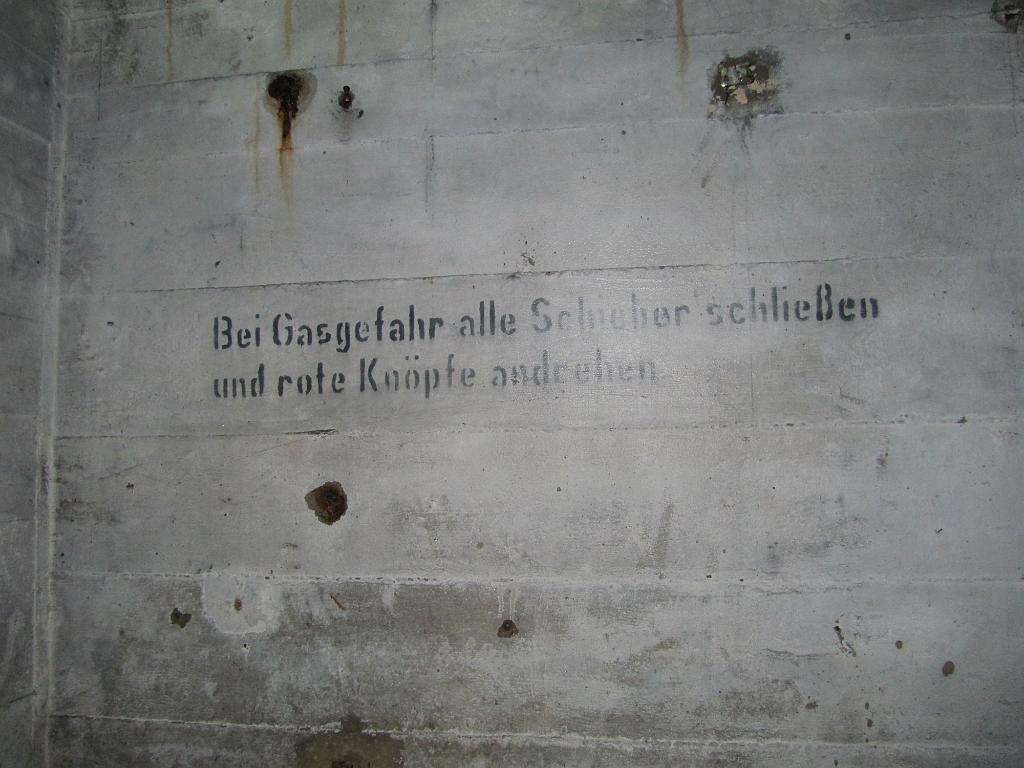 Bei Gasgefahr alle Schieber schließen
und rote Knöpfe andrehen